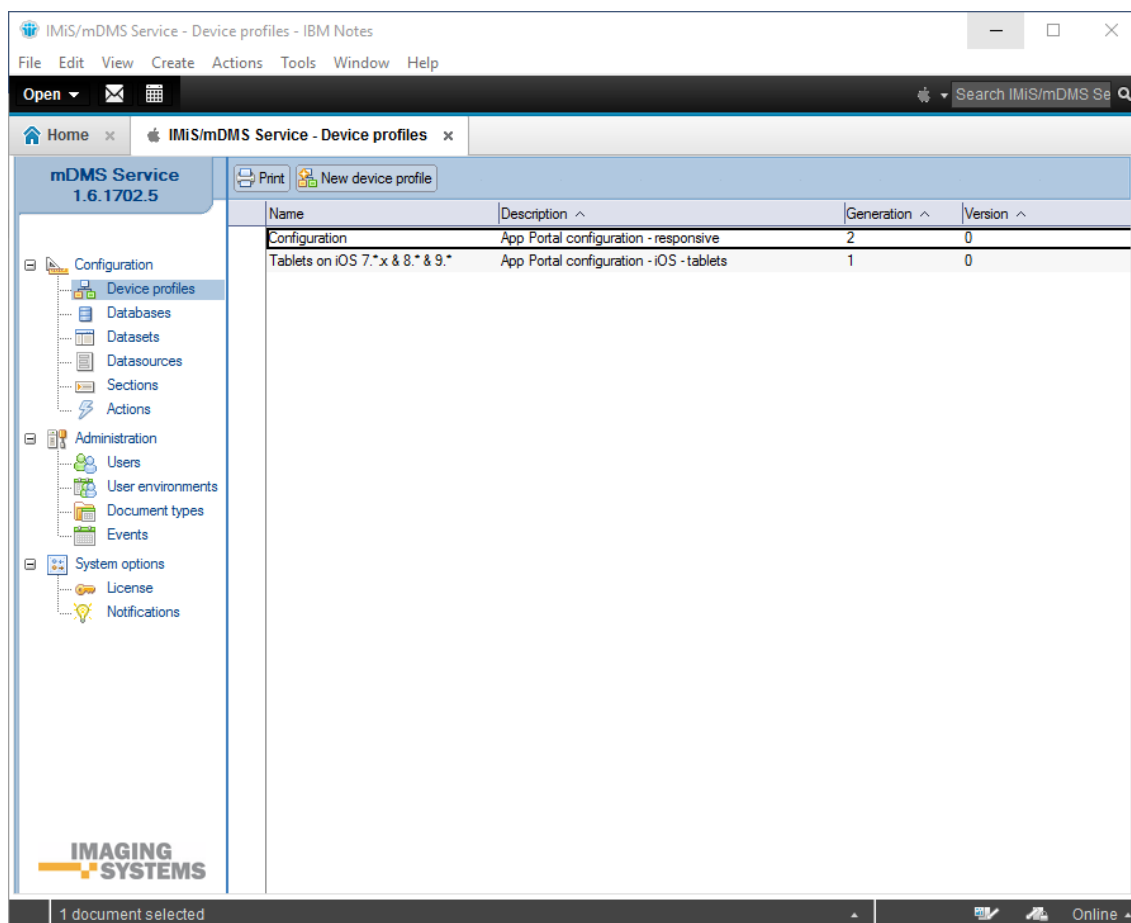 IMiS/mDMS Service - Device profiles - IBM Notes
File Edit View Create Actions Tools Window Help
Open Search IMiS/mDMS Se
Home IMiS/mDMS Service - Device profiles
mDMS Service
1.6.1702.5
Print New device profile
Name Description Generation Version
Configuration App Portal configuration - responsive 2 0
Tablets on iOS 7.*.x & 8.* & 9.* App Portal configuration - iOS - tablets 1 0
Configuration
Device profiles
Databases
Datasets
Datasources
Sections
Actions
Administration
Users
User environments
Document types
Events
System options
License
Notifications
IMAGING
SYSTEMS
1 document selected Online